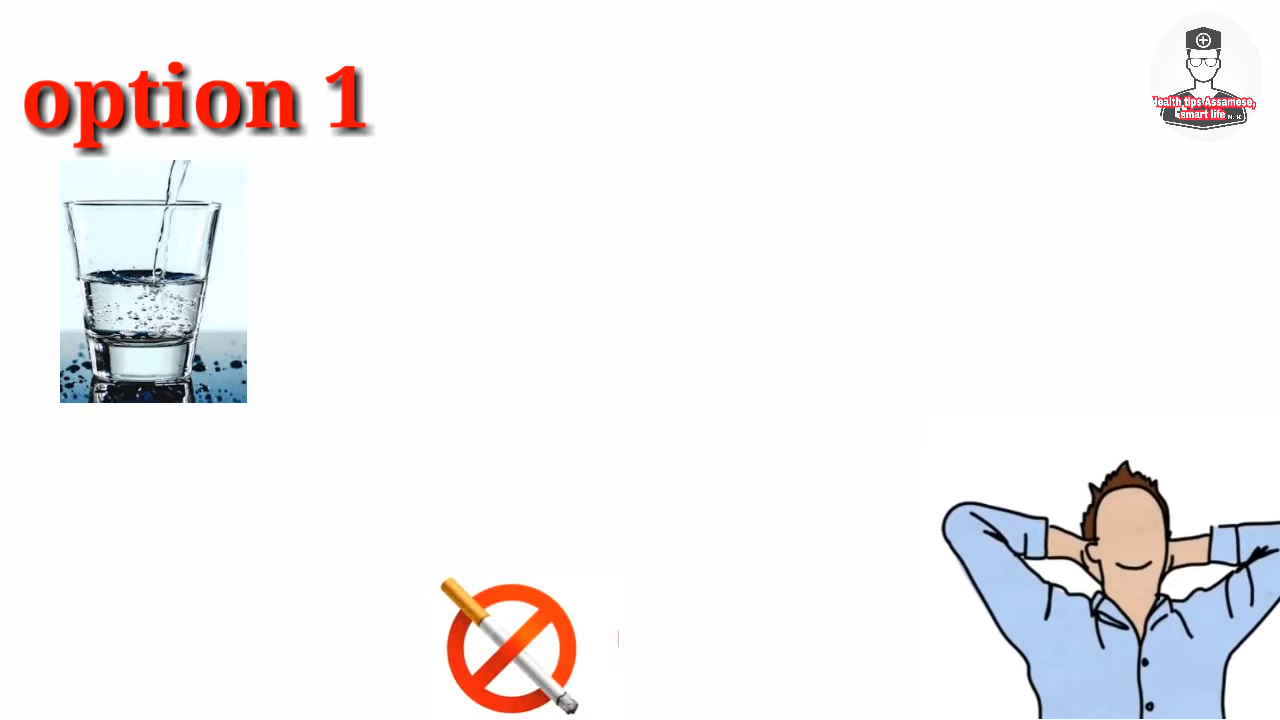 option 1
Health tips Assamese,
smart life N. K